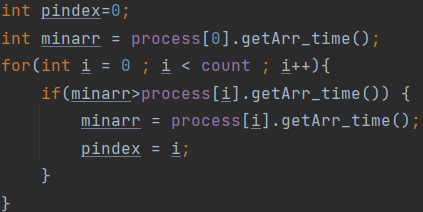 int pindex=0;
int minarr = process[0].getArr_time();
for(int i = 0 ; i < count ; i++){
    if(minarr>process[i].getArr_time()) {
        minarr = process[i].getArr_time();
        pindex = i;
    }
}